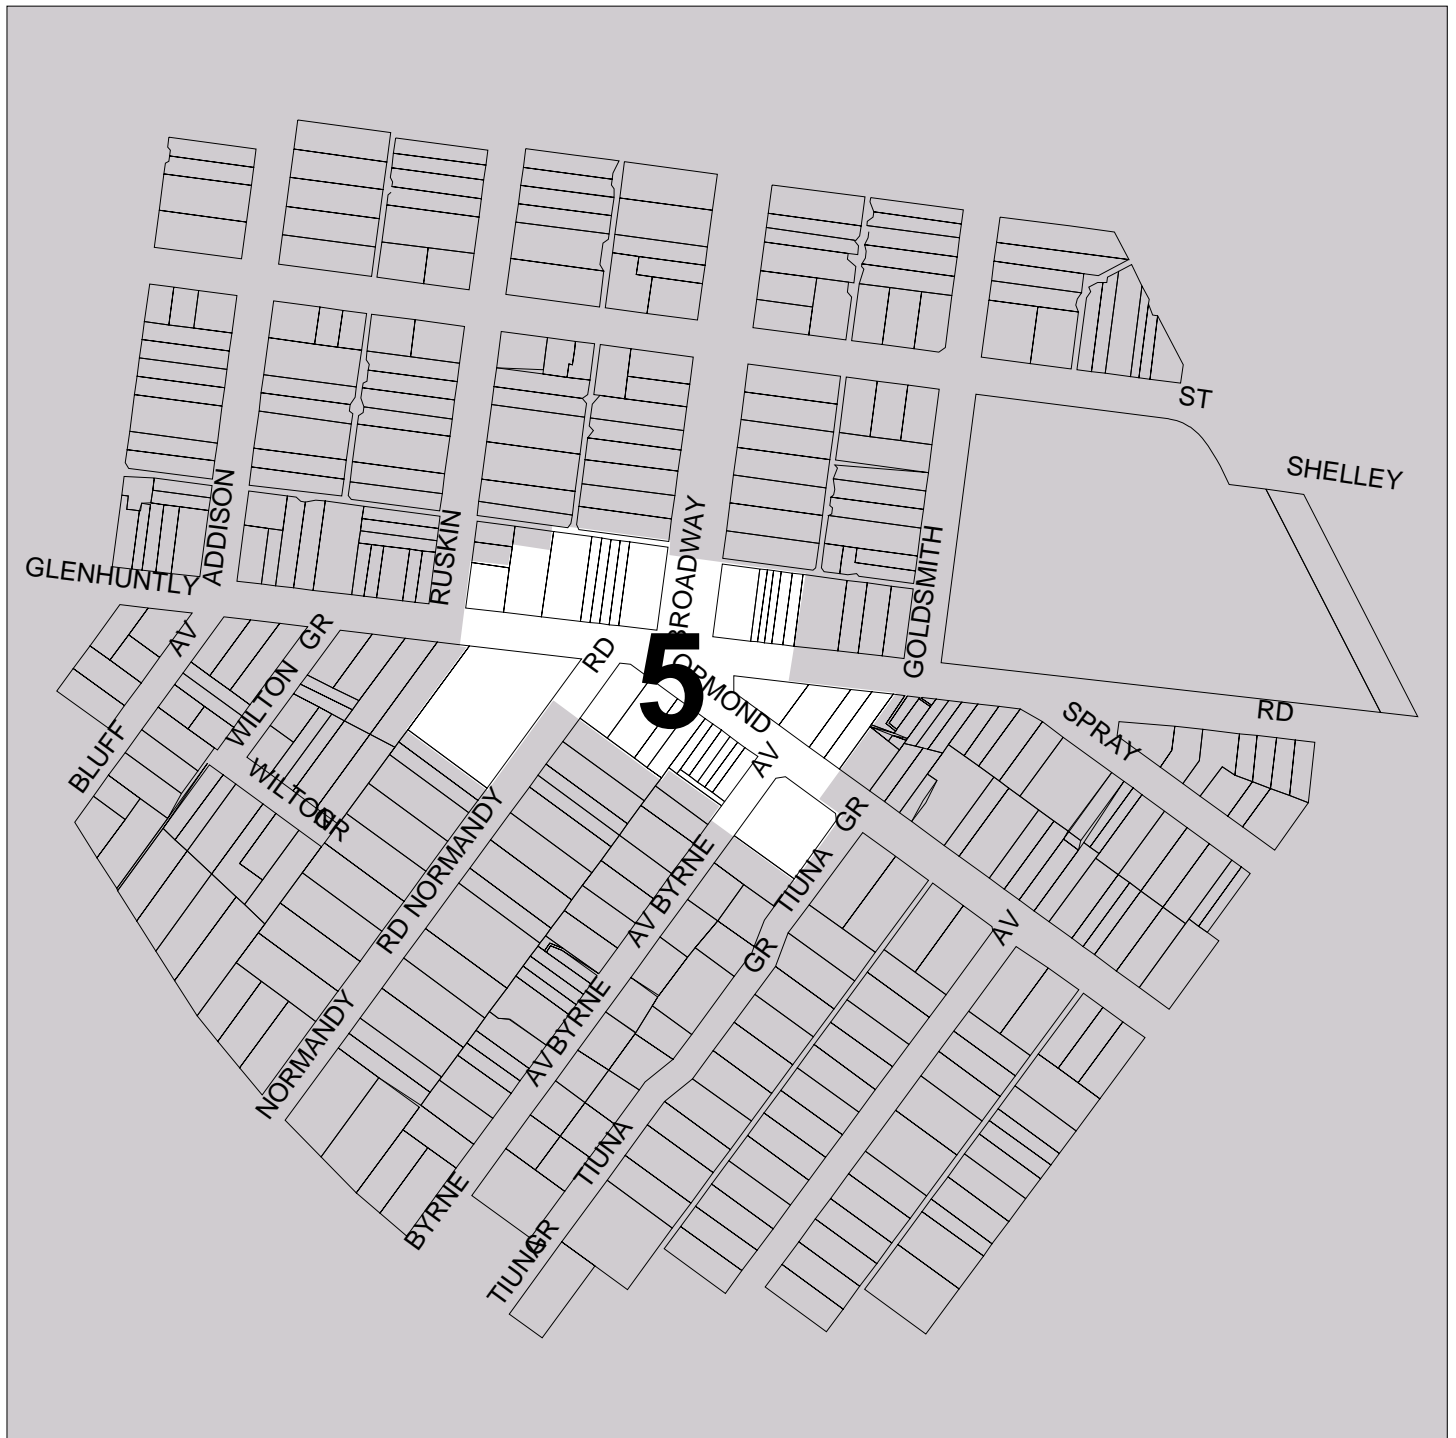 ST
SHELLEY
ADDISON
RUSKIN
BROADWAY
GOLDSMITH
GLENHUNTLY
AV
GR
RD
5
ORMOND
WILTON
SPRAY
RD
BLUFF
AV
WILTON
GR
GR
NORMANDY
TIUNA
BYRNE
AV
RD
AV
GR
NORMANDY
BYRNE
AV
TIUNA
BYRNE
GR
TIUNA